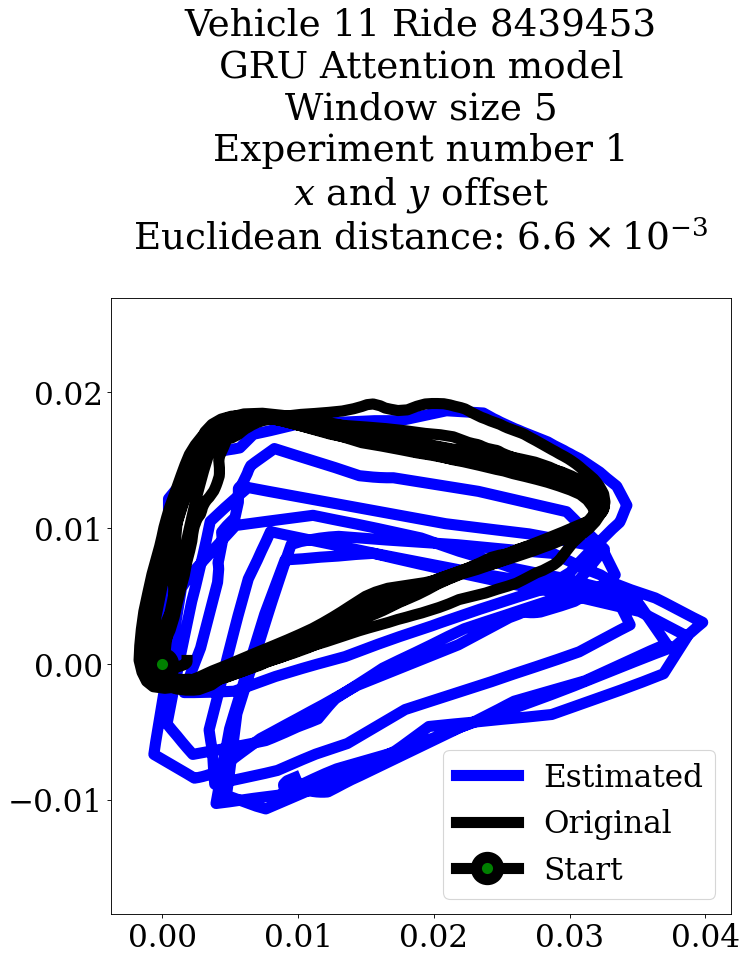 Vehicle 11 Ride 8439453
GRU Attention model
Window size 5
Experiment number 1
x and y offset
Euclidean distance: 6.6 × 10⁻³
0.02
0.01
0.00
−0.01
Estimated
Original
Start
0.00 0.01 0.02 0.03 0.04